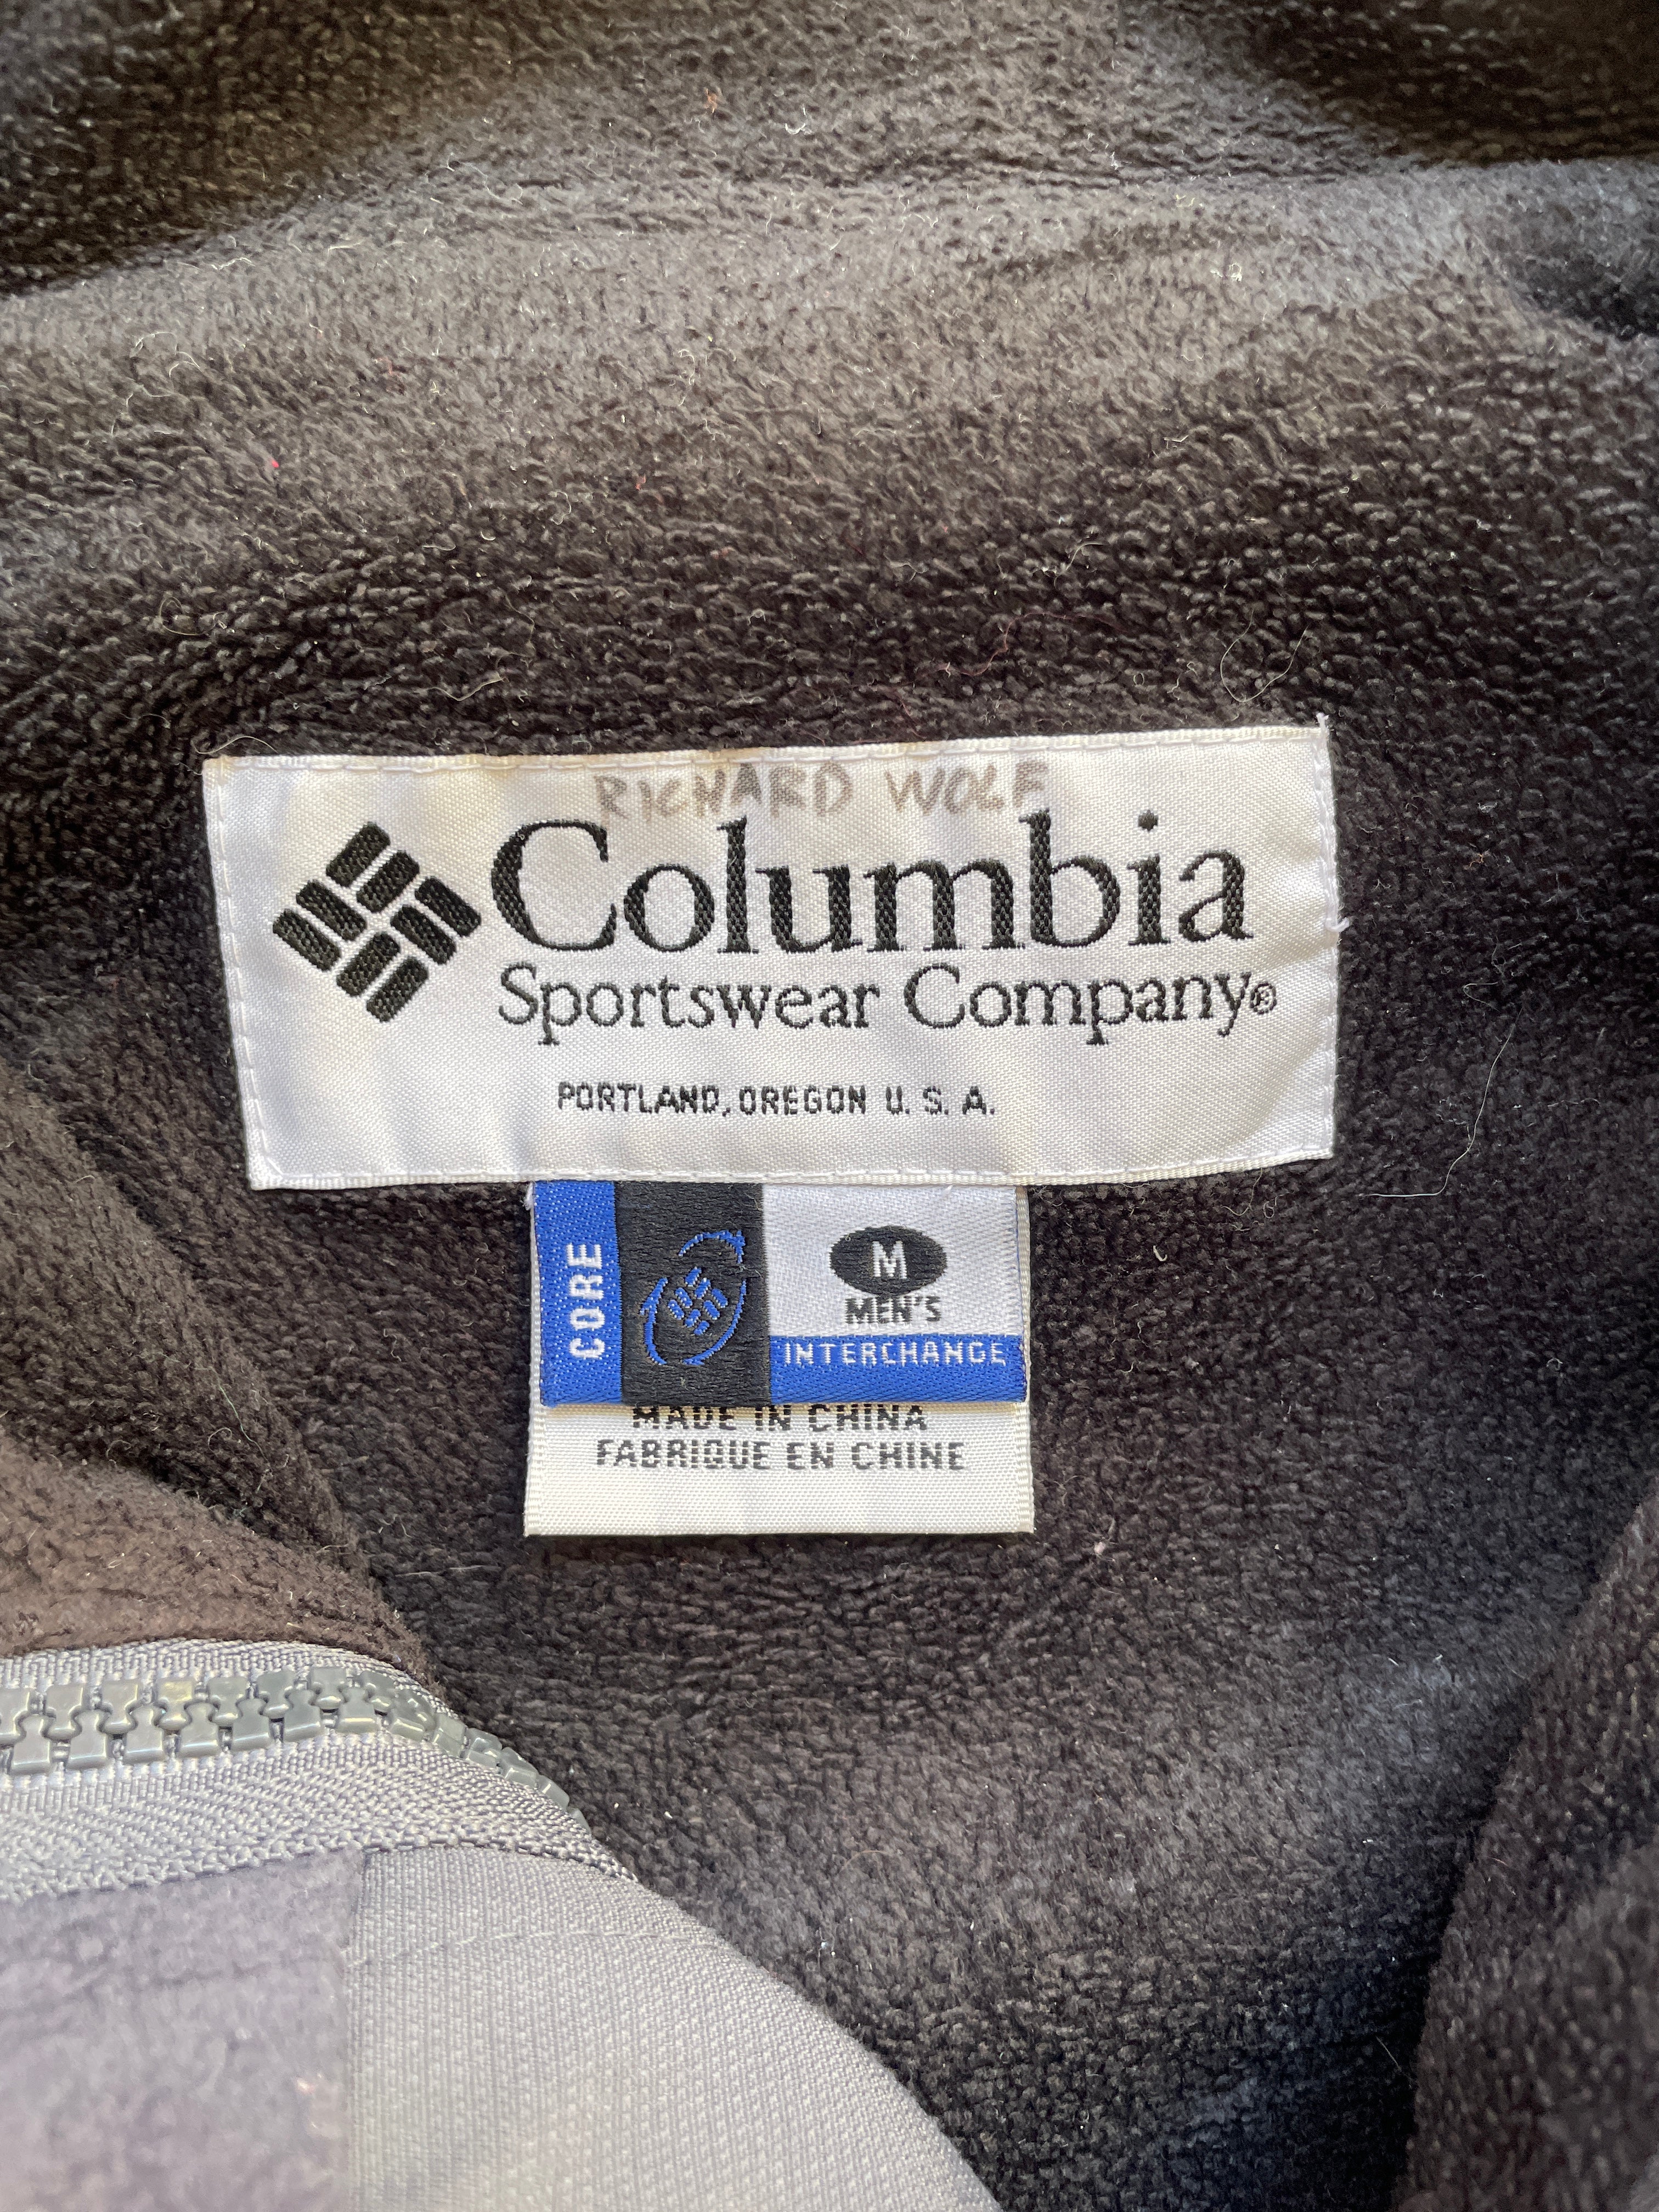 RICHARD WOLF
Columbia
Sportswear Company®
PORTLAND, OREGON U. S. A.
CORE
M
MEN'S
INTERCHANGE
MADE IN CHINA
FABRIQUE EN CHINE